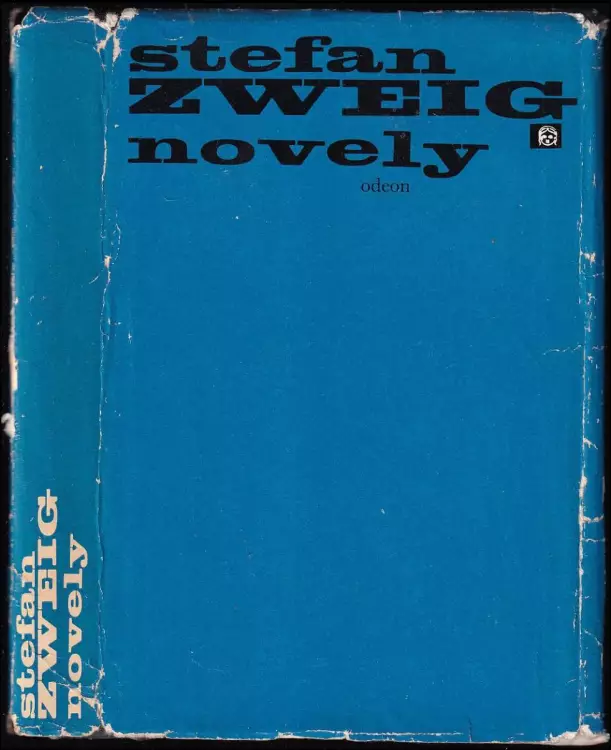 stefan
ZWEIG
novely
odeon
stefan
ZWEIG
novely